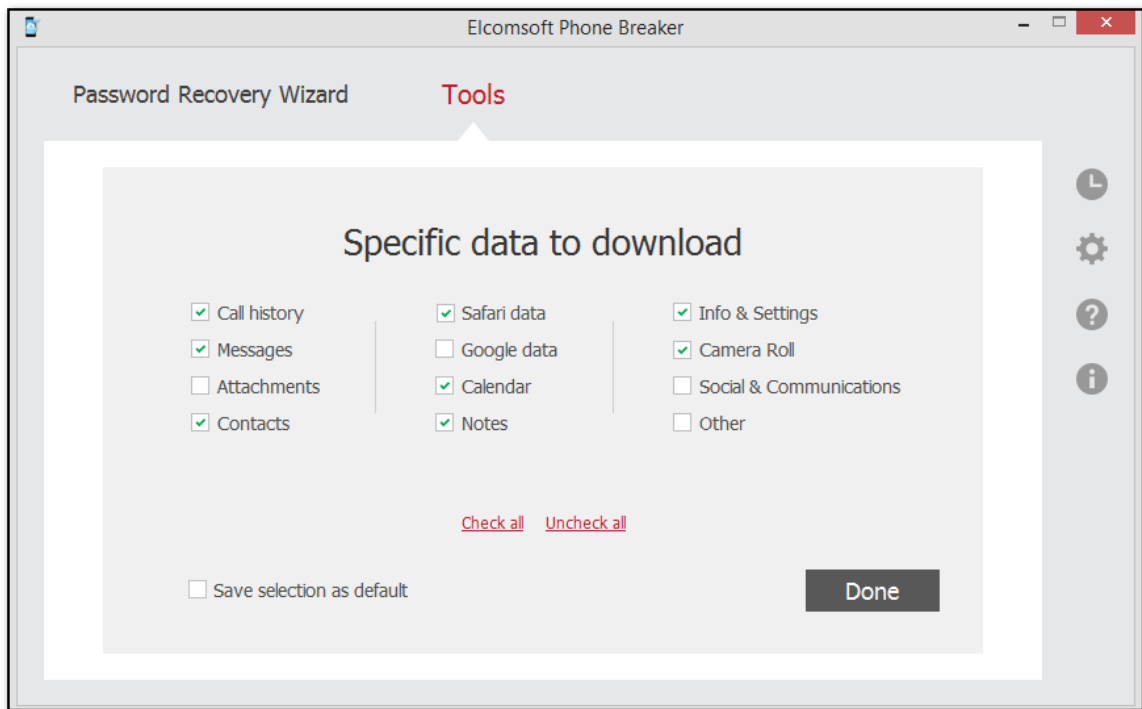 Elcomsoft Phone Breaker
Password Recovery Wizard
Tools
Specific data to download
Call history
Messages
Attachments
Contacts
Safari data
Google data
Calendar
Notes
Info & Settings
Camera Roll
Social & Communications
Other
Check all
Uncheck all
Save selection as default
Done